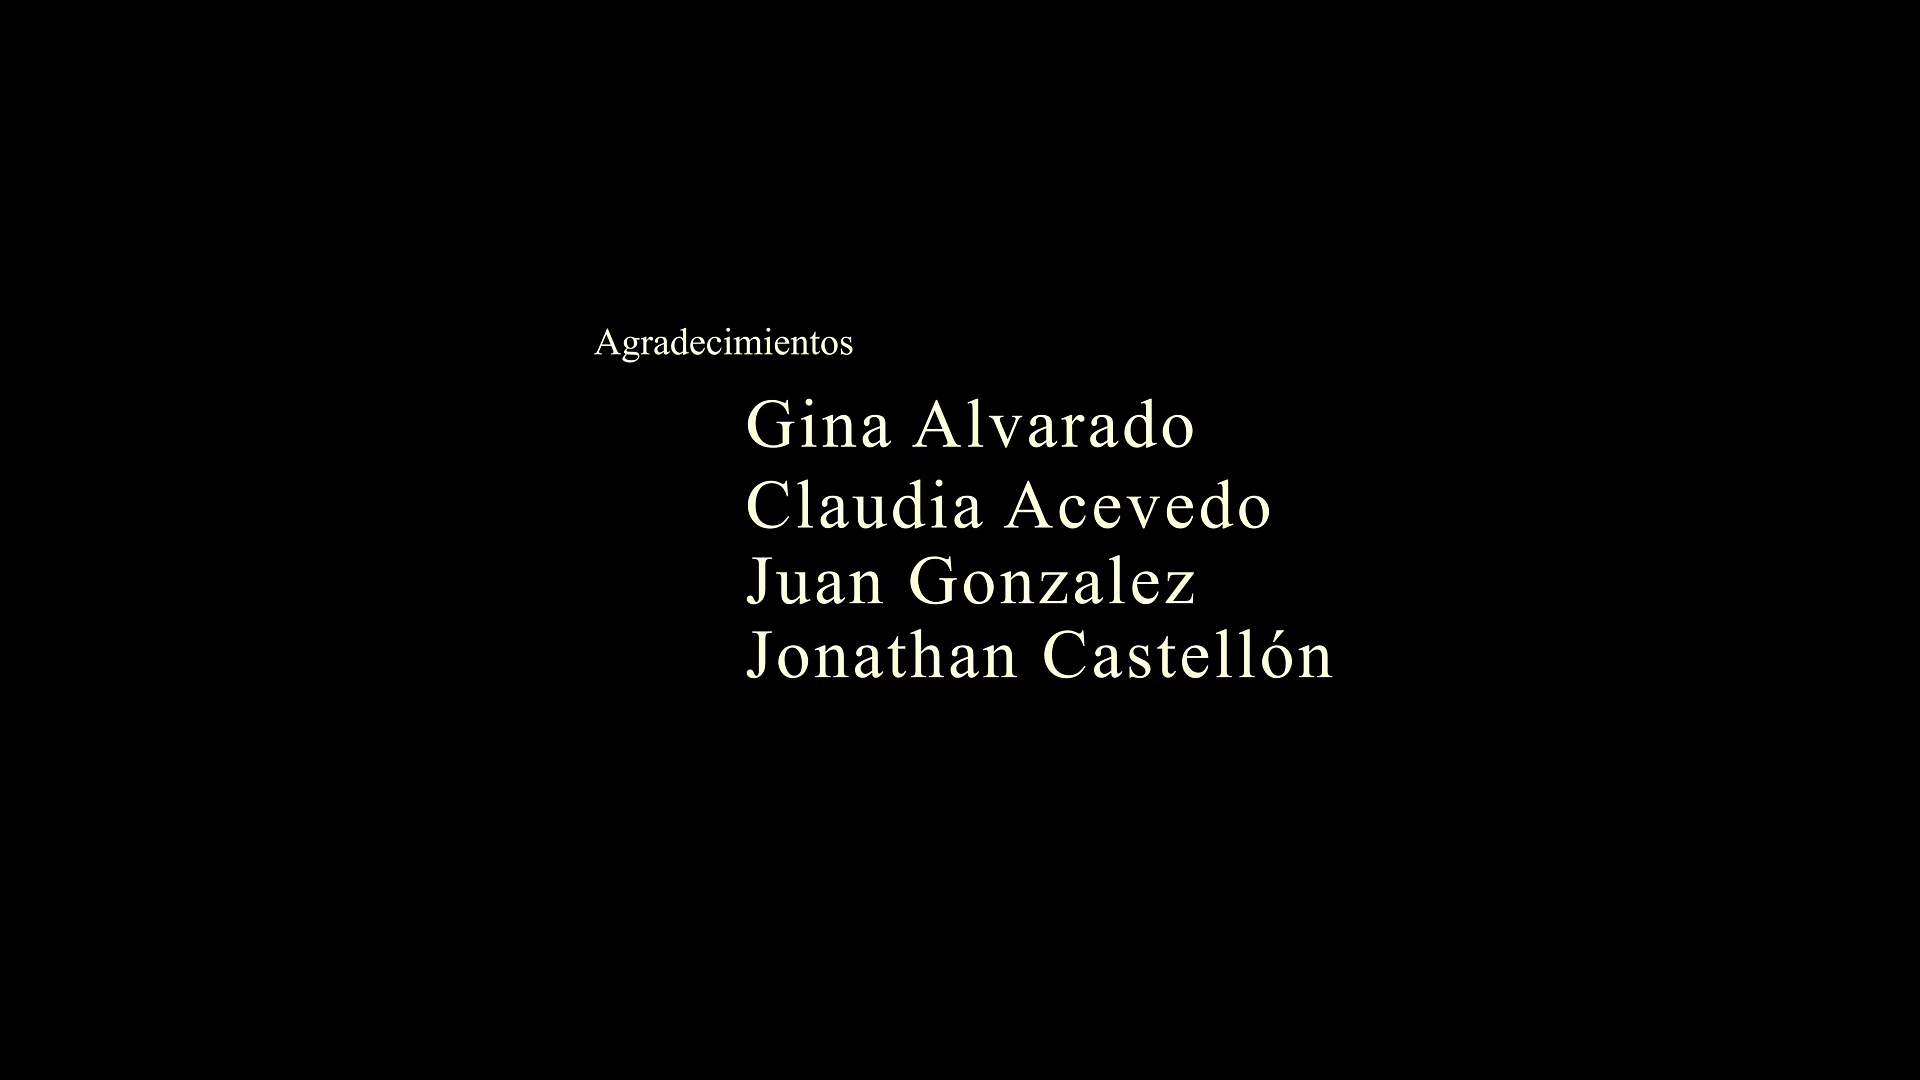 Agradecimientos
Gina Alvarado
Claudia Acevedo
Juan Gonzalez
Jonathan Castellón